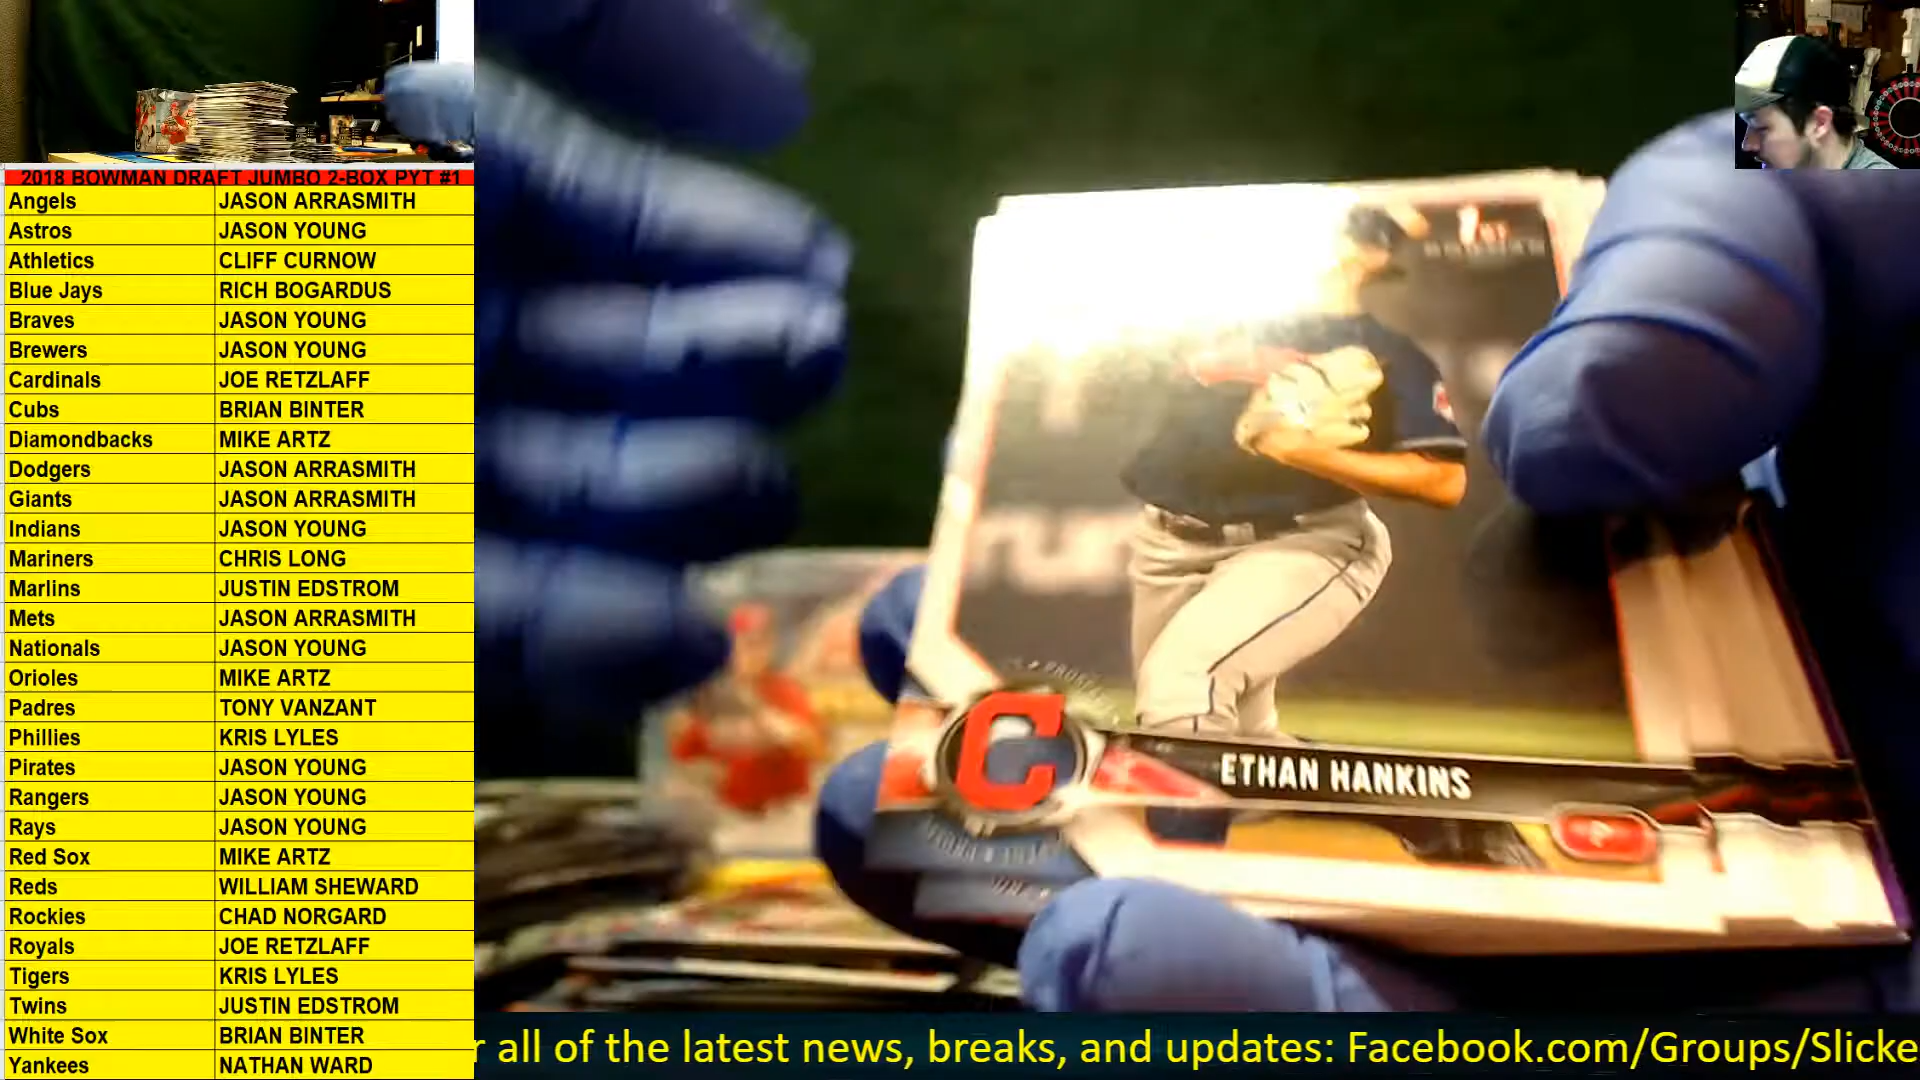 2018 BOWMAN DRAFT JUMBO 2-BOX PYT #1
Angels JASON ARRASMITH
Astros JASON YOUNG
Athletics CLIFF CURNOW
Blue Jays RICH BOGARDUS
Braves JASON YOUNG
Brewers JASON YOUNG
Cardinals JOE RETZLAFF
Cubs BRIAN BINTER
Diamondbacks MIKE ARTZ
Dodgers JASON ARRASMITH
Giants JASON ARRASMITH
Indians JASON YOUNG
Mariners CHRIS LONG
Marlins JUSTIN EDSTROM
Mets JASON ARRASMITH
Nationals JASON YOUNG
Orioles MIKE ARTZ
Padres TONY VANZANT
Phillies KRIS LYLES
Pirates JASON YOUNG
Rangers JASON YOUNG
Rays JASON YOUNG
Red Sox MIKE ARTZ
Reds WILLIAM SHEWARD
Rockies CHAD NORGARD
Royals JOE RETZLAFF
Tigers KRIS LYLES
Twins JUSTIN EDSTROM
White Sox BRIAN BINTER
Yankees NATHAN WARD
C
ETHAN HANKINS
r all of the latest news, breaks, and updates: Facebook.com/Groups/Slicke